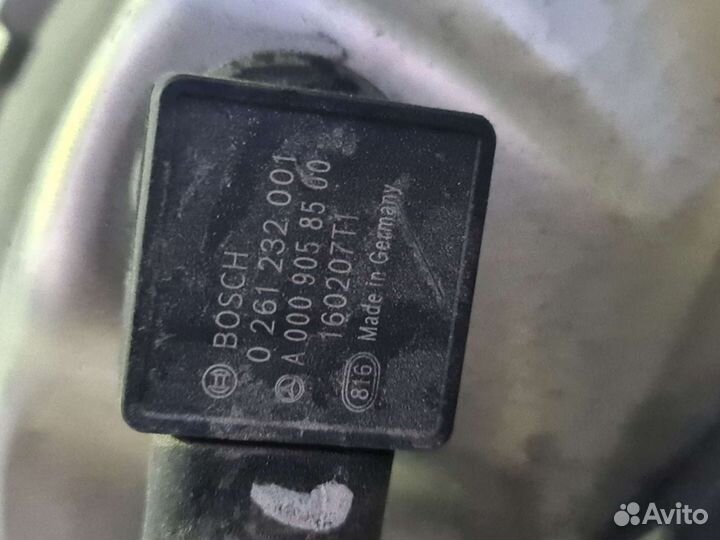 BOSCH
0 261 232 001
A 000 905 85 00
160207T1
816 Made in Germany
Avito